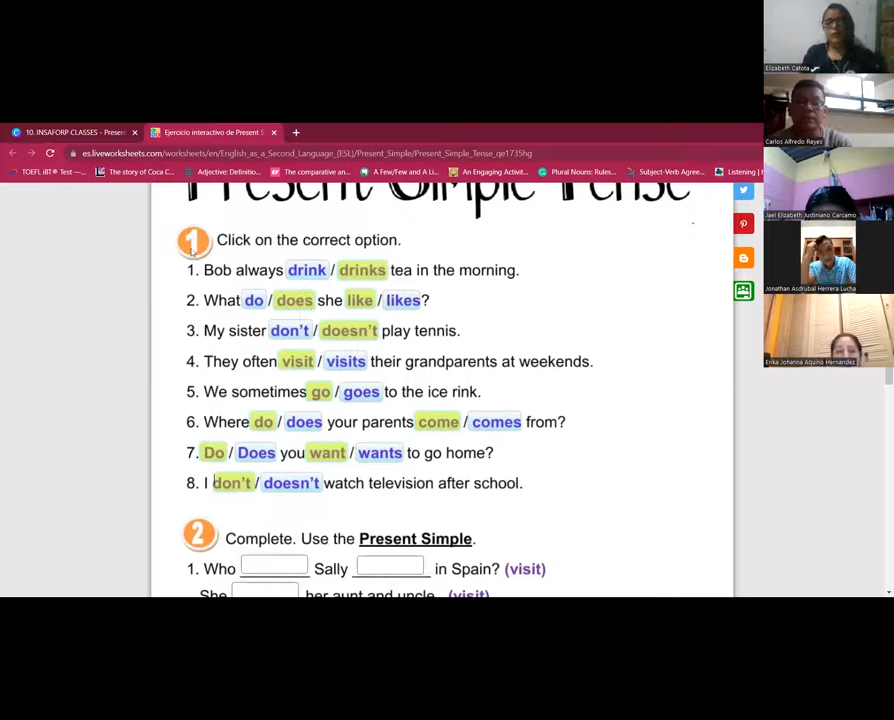 10. INSAFORP CLASSES - Present
Ejercicio interactivo de Present S
es.liveworksheets.com/worksheets/en/English_as_a_Second_Language_(ESL)/Present_Simple/Present_Simple_Tense_qe1735hg
TOEFL iBT® Test —...
The story of Coca C...
Adjective: Definitio...
The comparative an...
A Few/Few and A Li...
An Engaging Activit...
Plural Nouns: Rules...
Subject-Verb Agree...
Listening |
Present Simple Tense
1 Click on the correct option.
1. Bob always drink / drinks tea in the morning.
2. What do / does she like / likes?
3. My sister don't / doesn't play tennis.
4. They often visit / visits their grandparents at weekends.
5. We sometimes go / goes to the ice rink.
6. Where do / does your parents come / comes from?
7. Do / Does you want / wants to go home?
8. I don't / doesn't watch television after school.
2 Complete. Use the Present Simple.
1. Who Sally in Spain? (visit)
She her aunt and uncle. (visit)
Elizabeth Catota
Carlos Alfredo Reyes
Jael Elizabeth Justiniano Carcamo
Jonathan Asdrubal Herrera Lucha
Erika Johanna Aquino Hernández